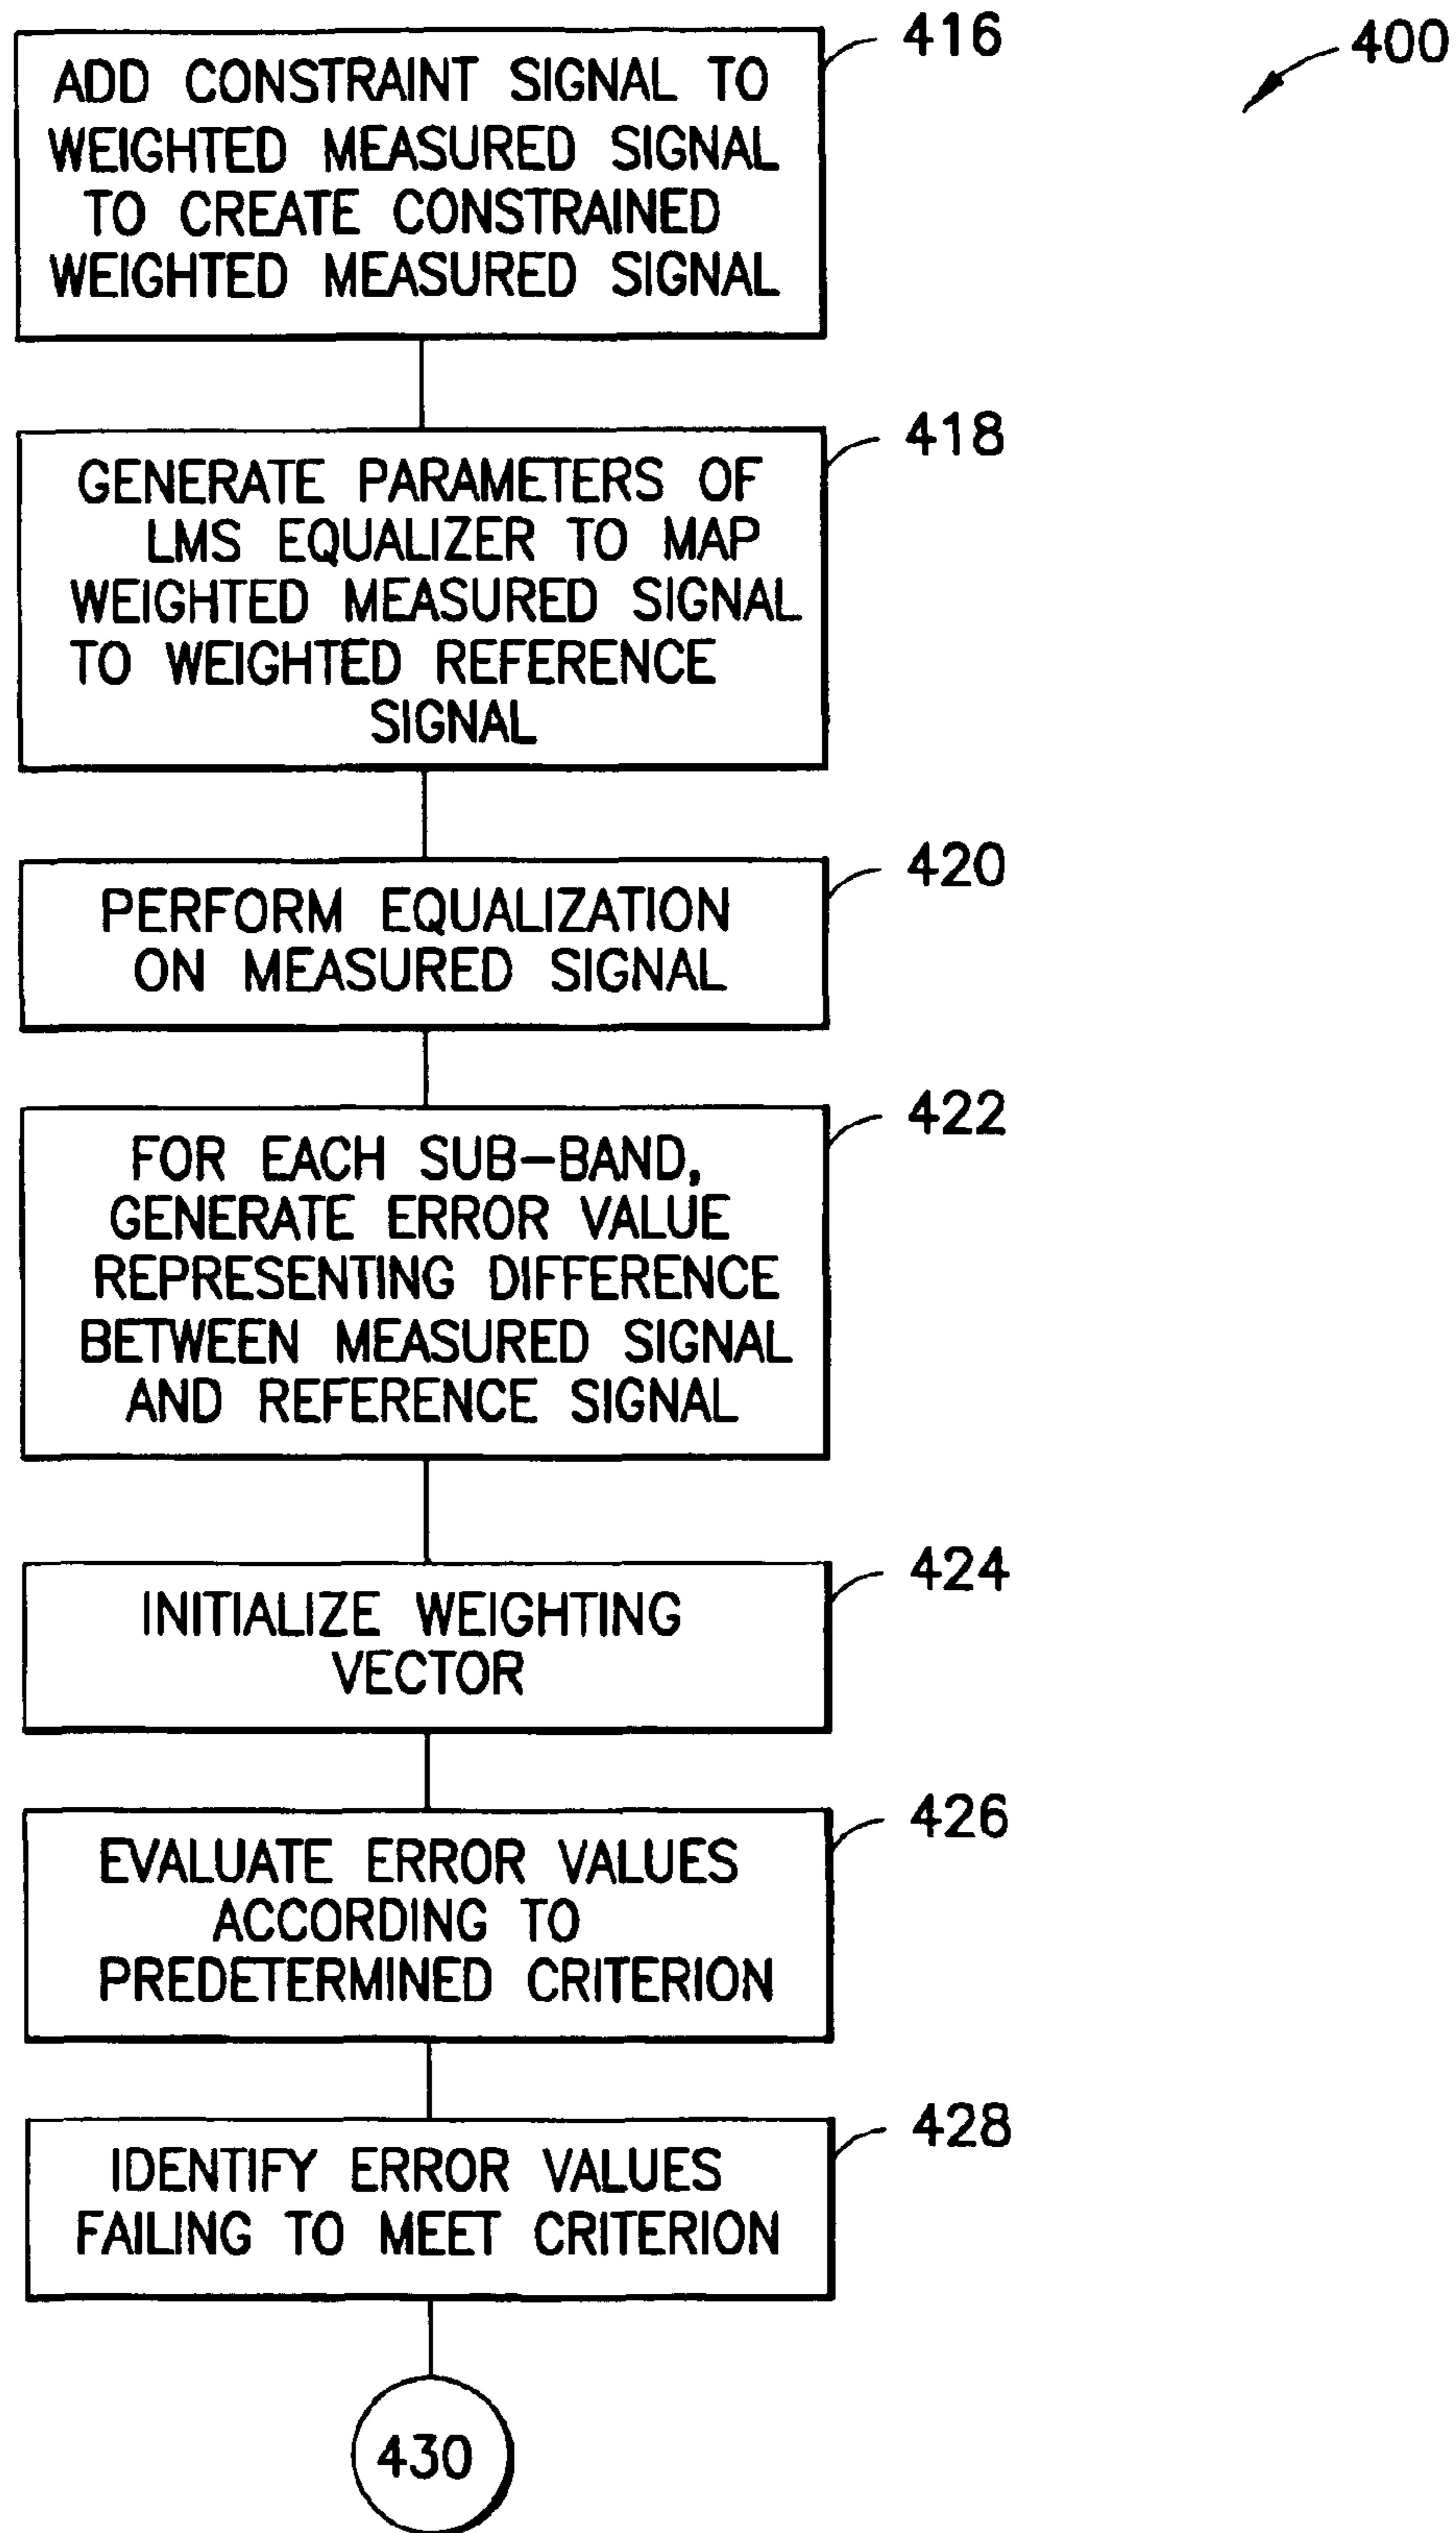 416
400
ADD CONSTRAINT SIGNAL TO
WEIGHTED MEASURED SIGNAL
TO CREATE CONSTRAINED
WEIGHTED MEASURED SIGNAL
418
GENERATE PARAMETERS OF
LMS EQUALIZER TO MAP
WEIGHTED MEASURED SIGNAL
TO WEIGHTED REFERENCE
SIGNAL
420
PERFORM EQUALIZATION
ON MEASURED SIGNAL
422
FOR EACH SUB-BAND,
GENERATE ERROR VALUE
REPRESENTING DIFFERENCE
BETWEEN MEASURED SIGNAL
AND REFERENCE SIGNAL
424
INITIALIZE WEIGHTING
VECTOR
426
EVALUATE ERROR VALUES
ACCORDING TO
PREDETERMINED CRITERION
428
IDENTIFY ERROR VALUES
FAILING TO MEET CRITERION
430